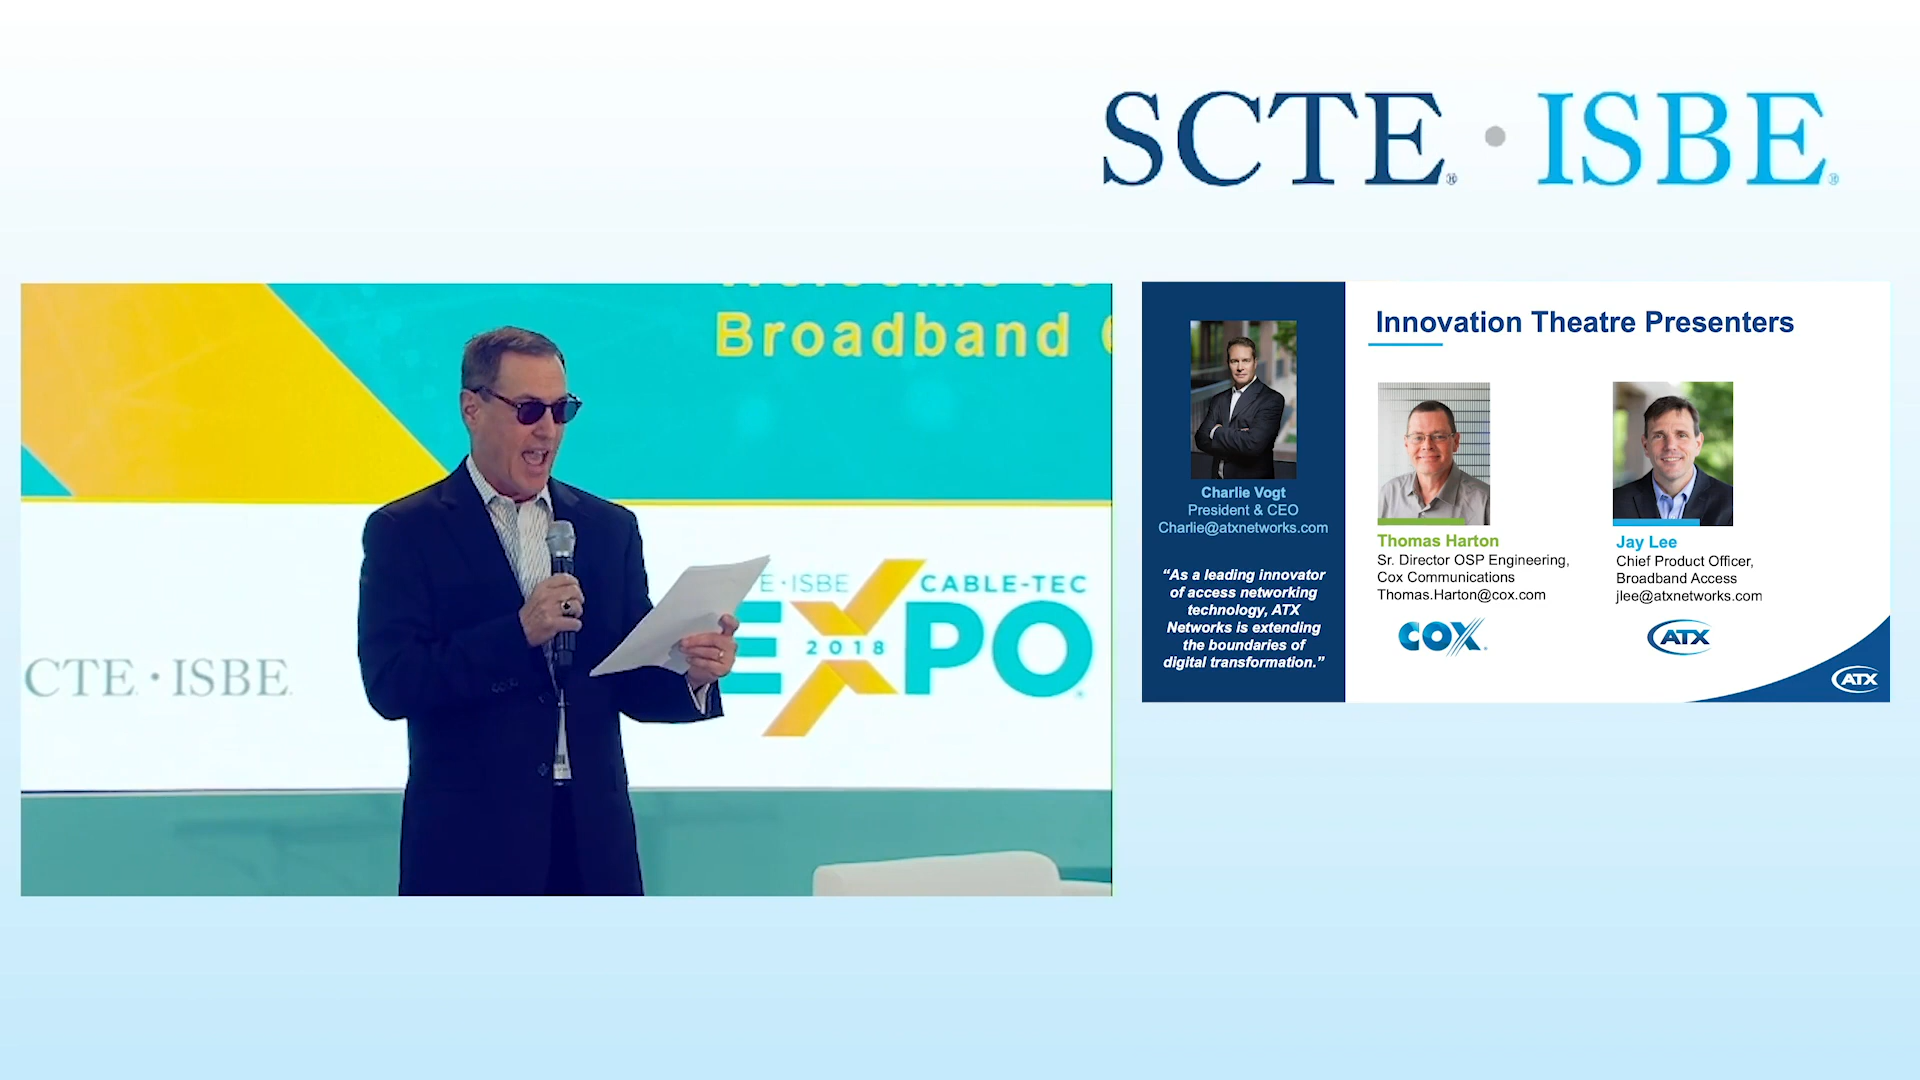 SCTE · ISBE
Broadband
CTE · ISBE
E · ISBE
CABLE-TEC
EXPO
2018
Innovation Theatre Presenters
Charlie Vogt
President & CEO
Charlie@atxnetworks.com
“As a leading innovator
of access networking
technology, ATX
Networks is extending
the boundaries of
digital transformation.”
Thomas Harton
Sr. Director OSP Engineering,
Cox Communications
Thomas.Harton@cox.com
COX
Jay Lee
Chief Product Officer,
Broadband Access
jlee@atxnetworks.com
ATX
ATX